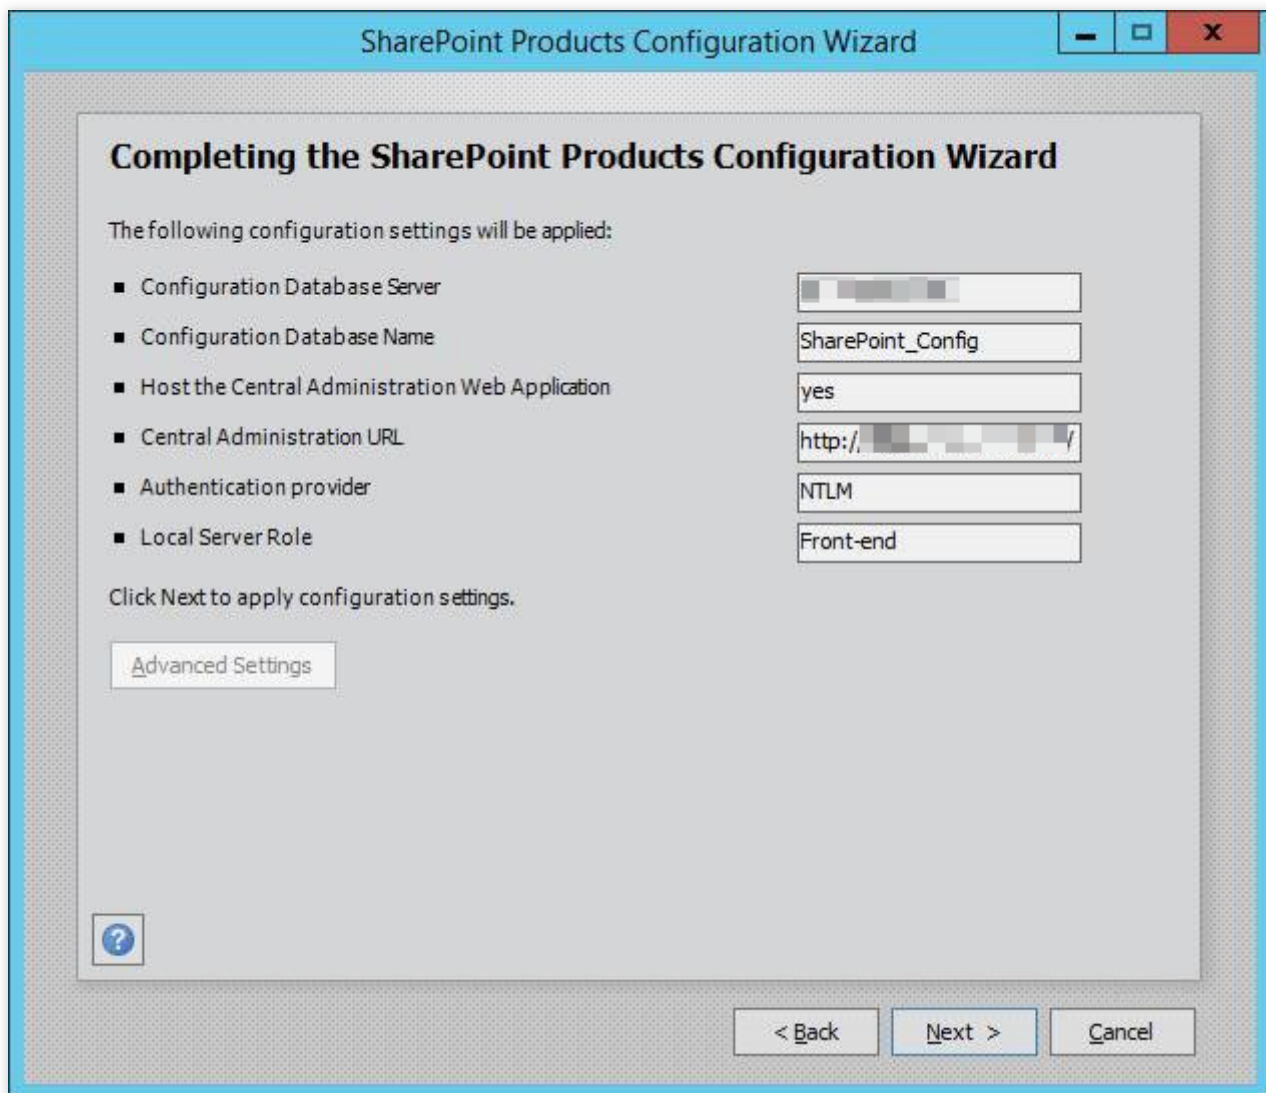 SharePoint Products Configuration Wizard
Completing the SharePoint Products Configuration Wizard
The following configuration settings will be applied:
Configuration Database Server
Configuration Database Name SharePoint_Config
Host the Central Administration Web Application yes
Central Administration URL http:// /
Authentication provider NTLM
Local Server Role Front-end
Click Next to apply configuration settings.
Advanced Settings
?
< Back Next > Cancel